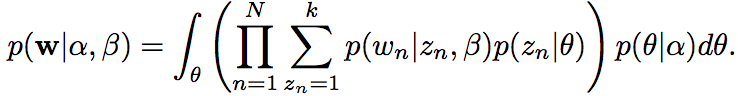 p(𝐰|α, β) = ∫_θ ( ∏_{n=1}^{N} ∑_{z_n=1}^{k} p(w_n|z_n, β)p(z_n|θ) ) p(θ|α)dθ.